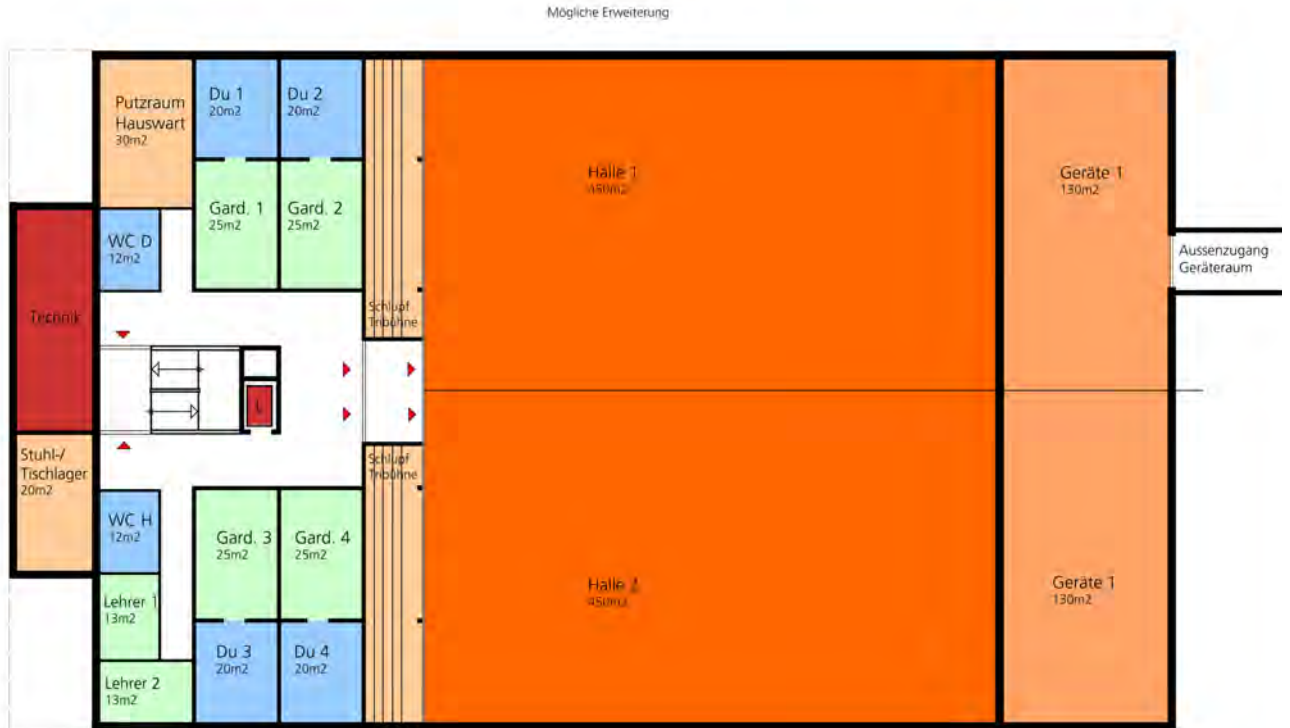 Mögliche Erweiterung
Putzraum
Hauswart
30m2
Du 1
20m2
Du 2
20m2
Halle 1
450m2
Geräte 1
130m2
Gard. 1
25m2
Gard. 2
25m2
WC D
12m2
Aussenzugang
Geräteraum
Technik
Schlupf
Tribühne
L
Stuhl-/
Tischlager
20m2
Schlupf
Tribühne
WC H
12m2
Gard. 3
25m2
Gard. 4
25m2
Halle 2
450m2
Geräte 1
130m2
Lehrer 1
13m2
Du 3
20m2
Du 4
20m2
Lehrer 2
13m2